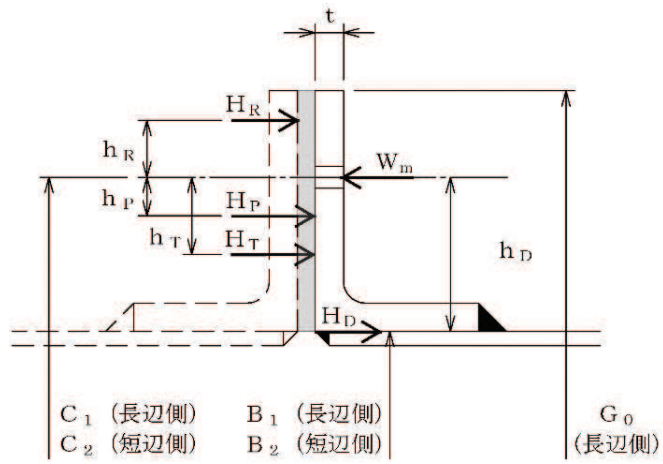 t
H R
h R
W m
h P
H P
h T
H T
h D
H D
C 1 (長辺側)
C 2 (短辺側)
B 1 (長辺側)
B 2 (短辺側)
G 0
(長辺側)